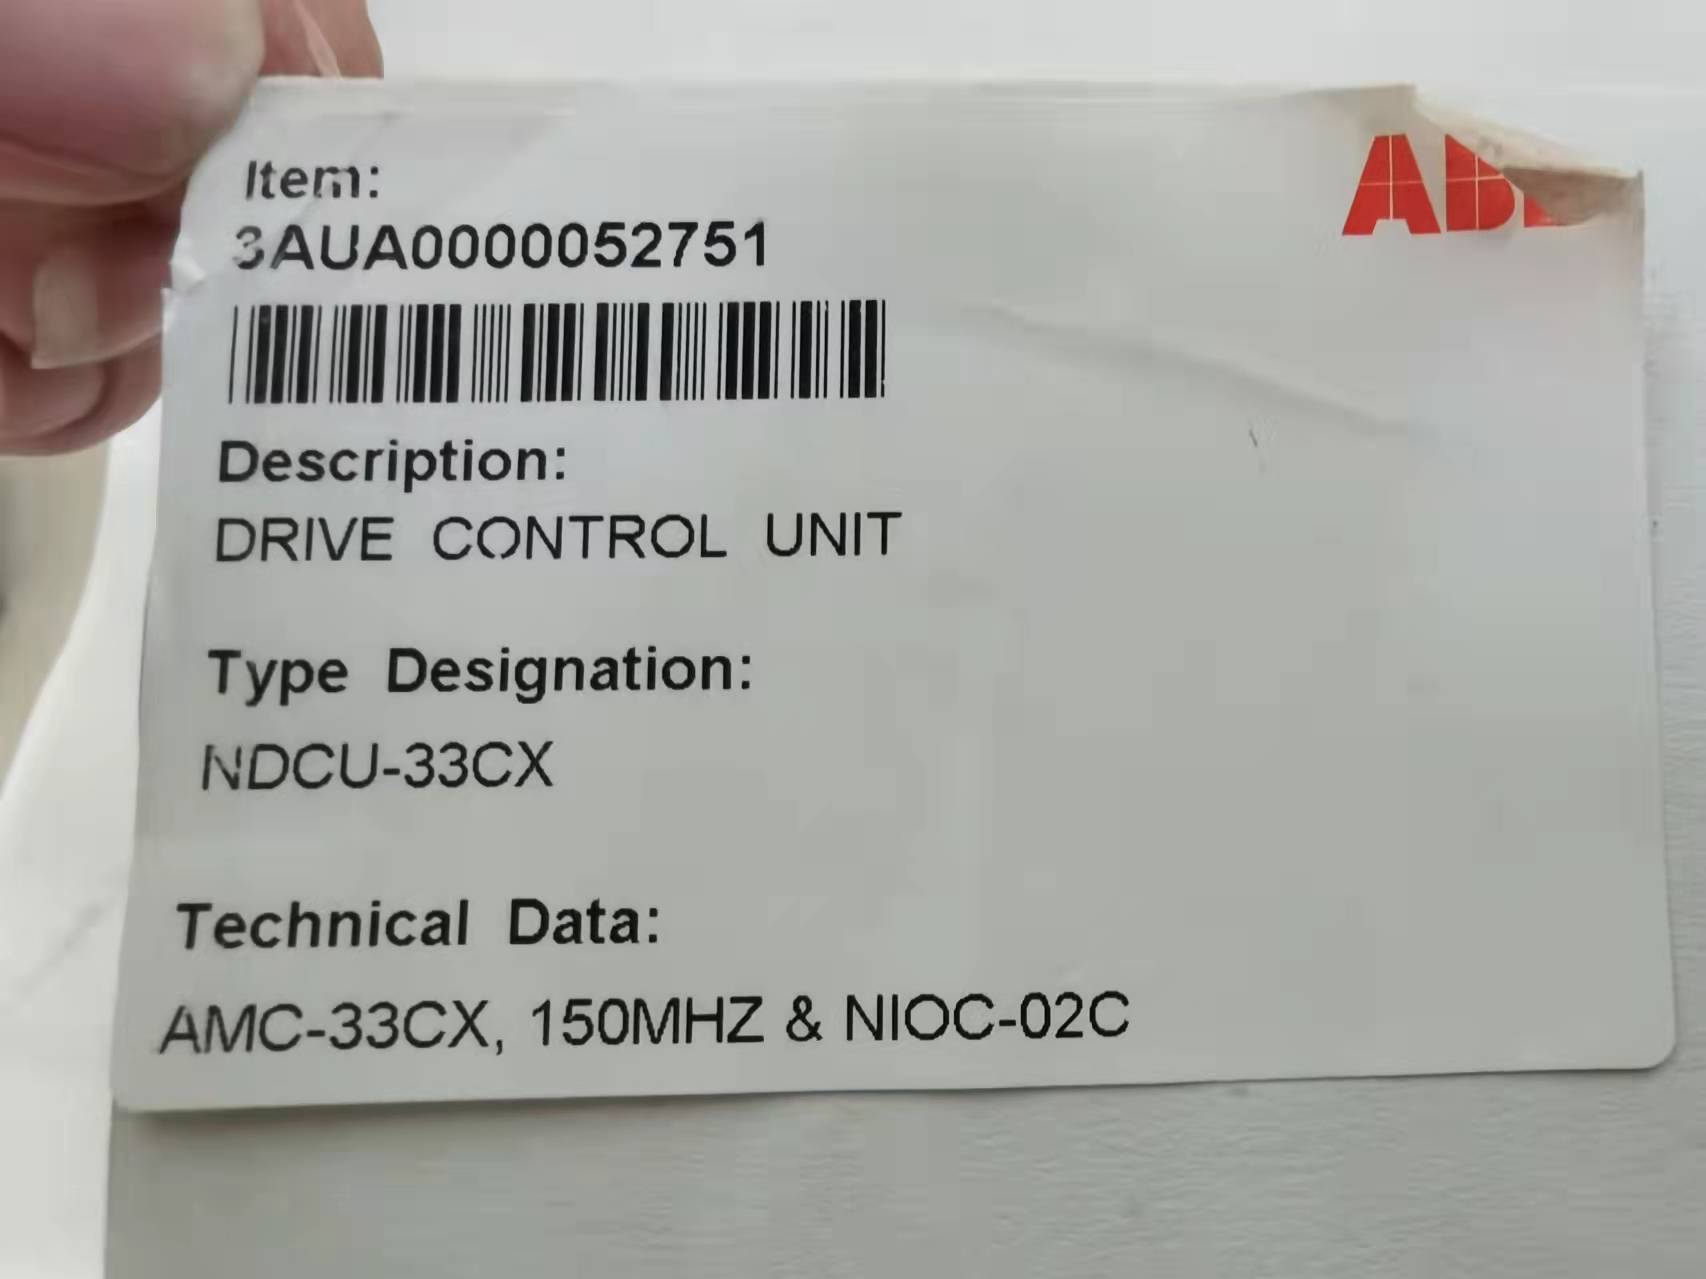 Item:
3AUA0000052751
Description:
DRIVE CONTROL UNIT
Type Designation:
NDCU-33CX
Technical Data:
AMC-33CX, 150MHZ & NIOC-02C